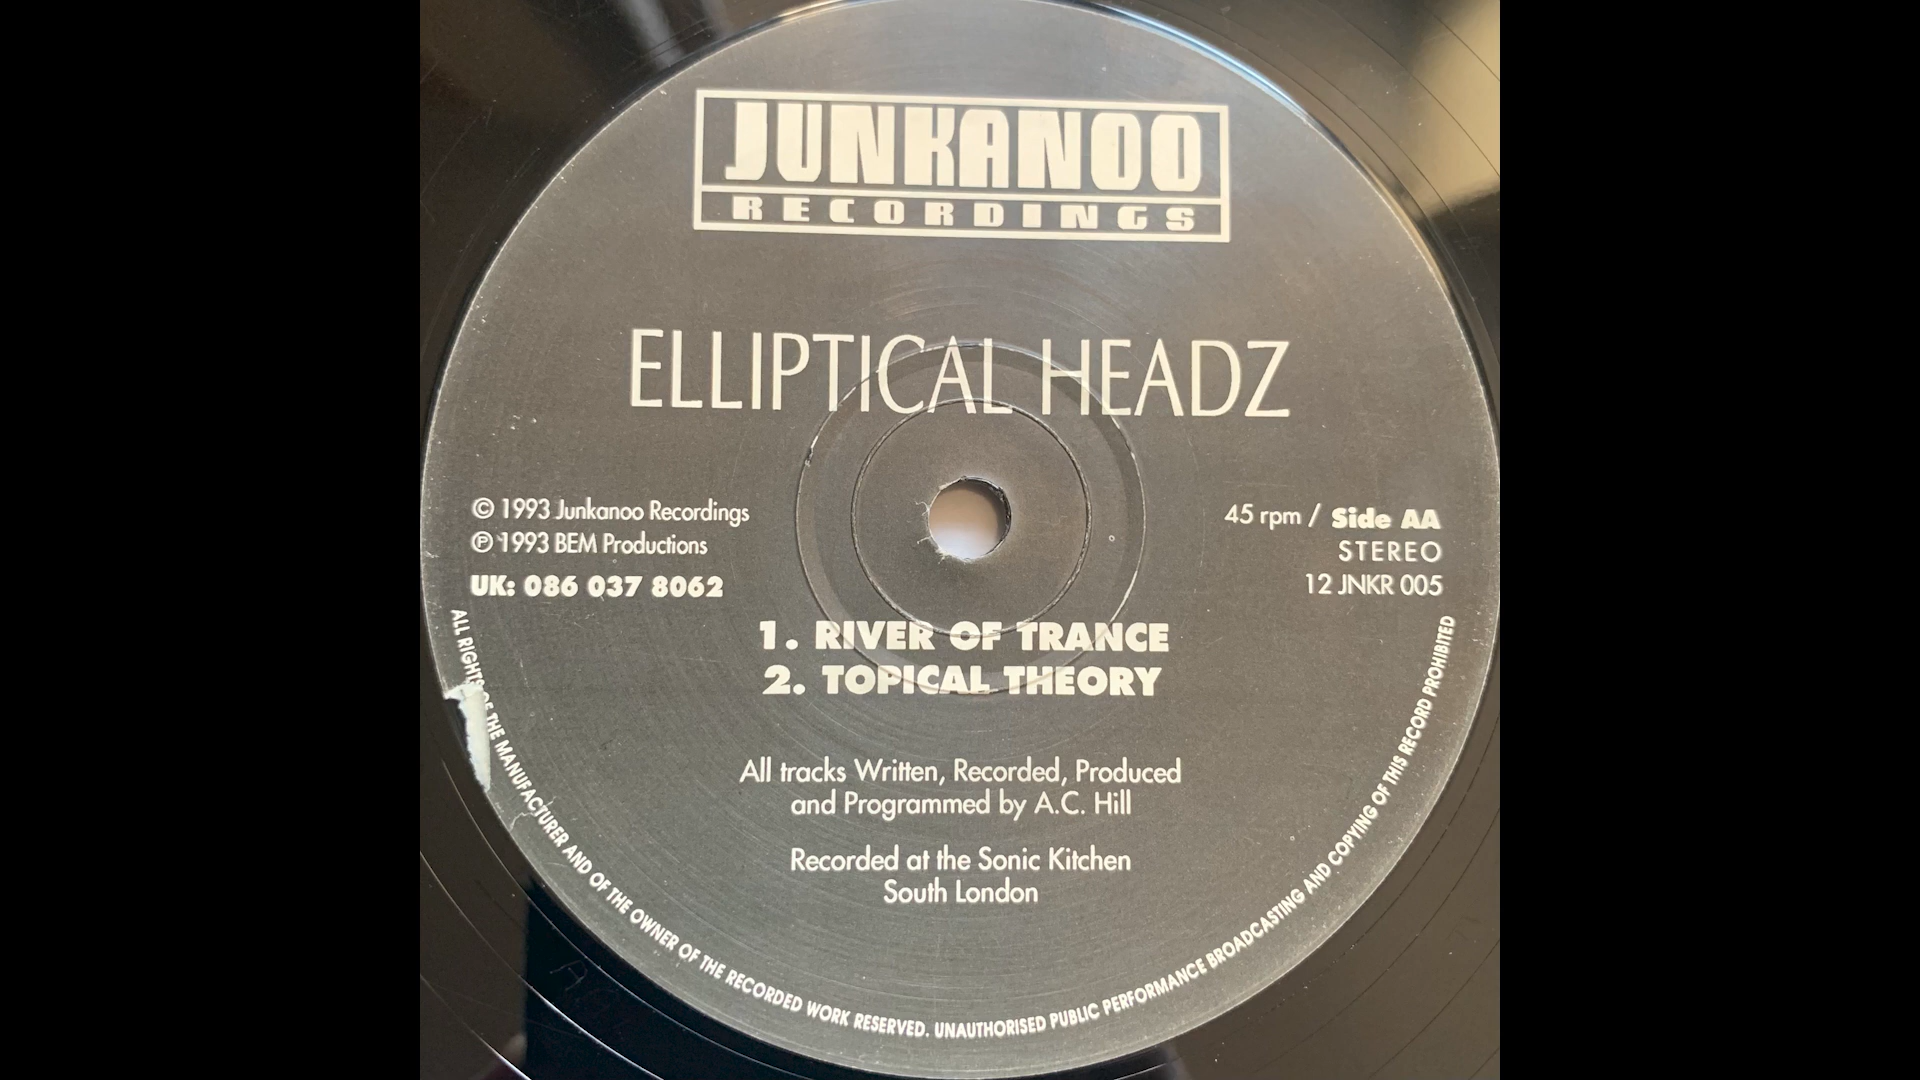 JUNKANOO
RECORDINGS
ELLIPTICAL HEADZ
© 1993 Junkanoo Recordings
℗ 1993 BEM Productions
UK: 086 037 8062
45 rpm / Side AA
STEREO
12 JNKR 005
1. RIVER OF TRANCE
2. TOPICAL THEORY
All tracks Written, Recorded, Produced
and Programmed by A.C. Hill
Recorded at the Sonic Kitchen
South London
ALL RIGHTS OF THE MANUFACTURER AND OF THE OWNER OF THE RECORDED WORK RESERVED. UNAUTHORISED PUBLIC PERFORMANCE BROADCASTING AND COPYING OF THIS RECORD PROHIBITED